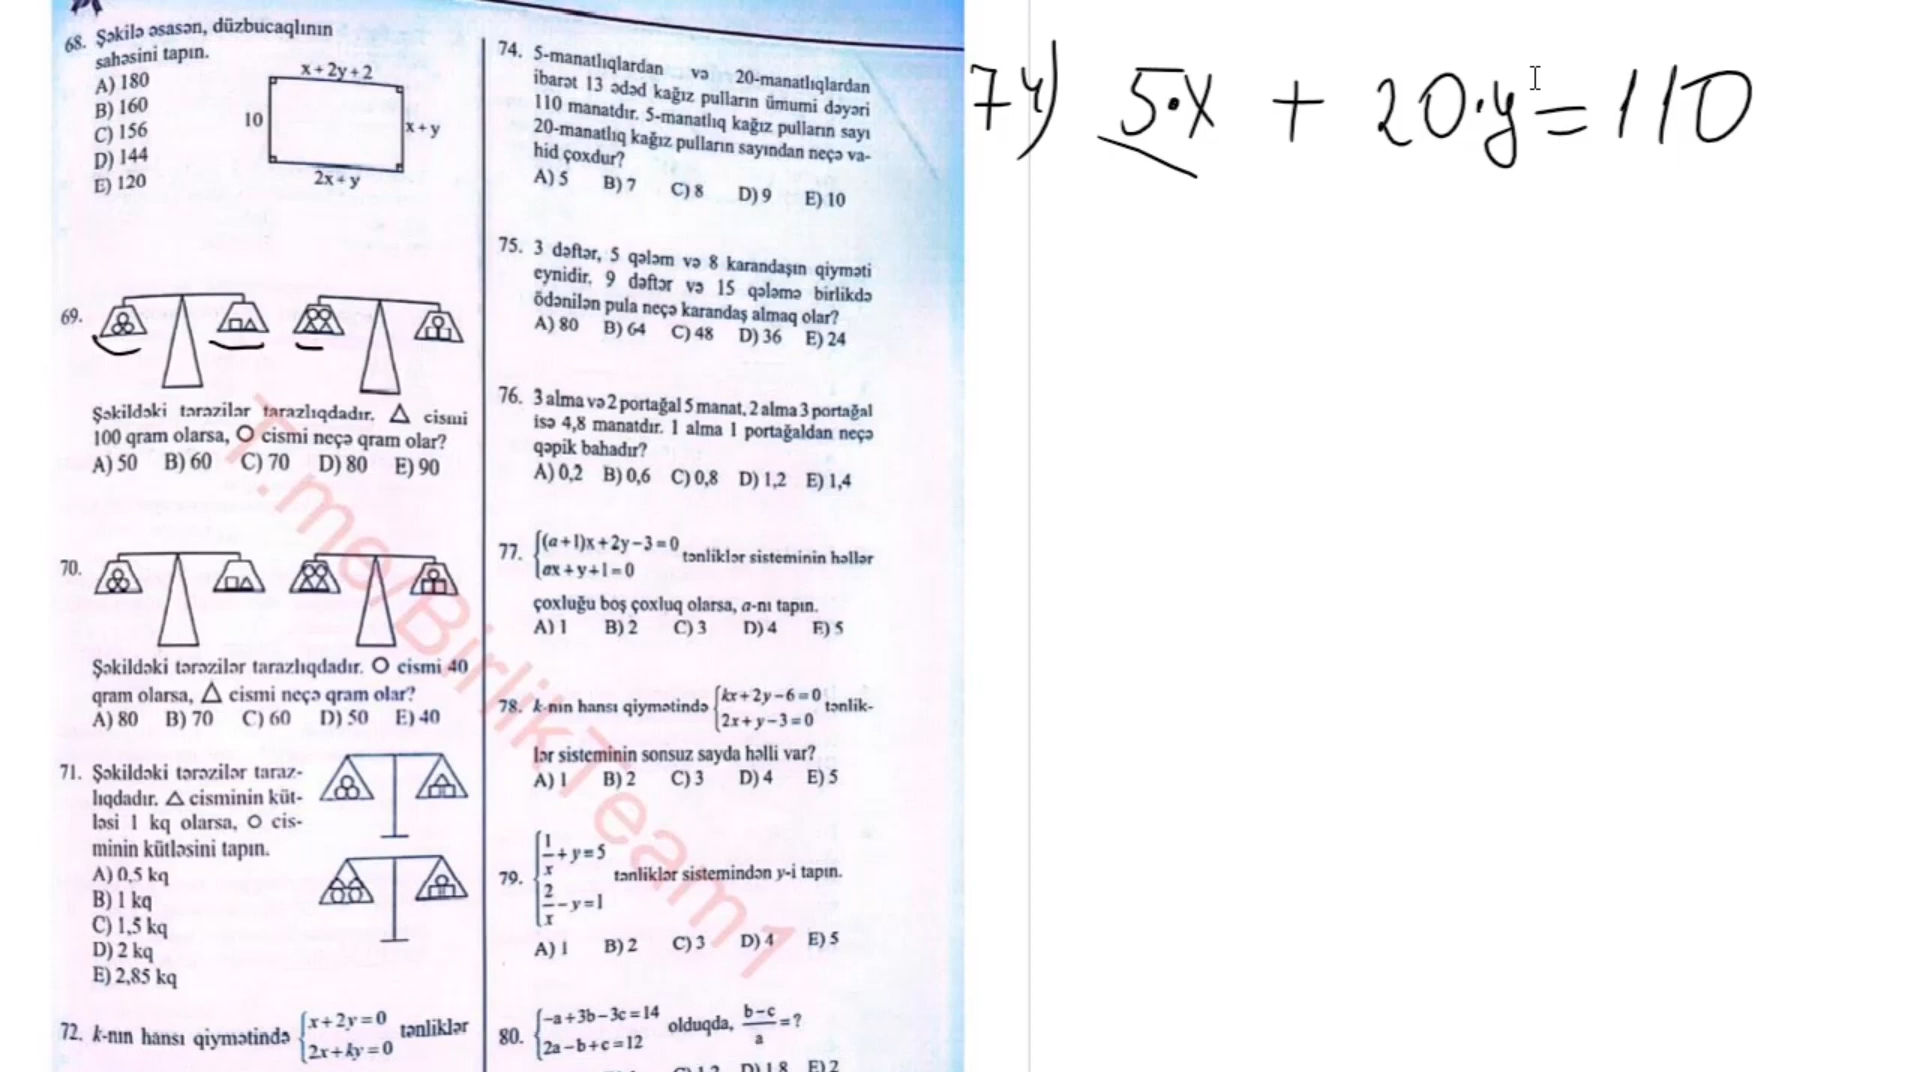 68. Şəkilə əsasən, düzbucaqlının
sahəsini tapın.
A) 180
B) 160
C) 156
D) 144
E) 120
x+2y+2
10
x+y
2x+y
69.
Şəkildəki tərəzilər tarazlıqdadır. △ cismi
100 qram olarsa, O cismi neçə qram olar?
A) 50 B) 60 C) 70 D) 80 E) 90
70.
Şəkildəki tərəzilər tarazlıqdadır. O cismi 40
qram olarsa, △ cismi neçə qram olar?
A) 80 B) 70 C) 60 D) 50 E) 40
71. Şəkildəki tərəzilər taraz-
lıqdadır. △ cisminin küt-
ləsi 1 kq olarsa, O cis-
minin kütləsini tapın.
A) 0,5 kq
B) 1 kq
C) 1,5 kq
D) 2 kq
E) 2,85 kq
72. k-nın hansı qiymətində {x+2y=0 tənliklər
2x+ky=0
74. 5-manatlıqlardan və 20-manatlıqlardan
ibarət 13 ədəd kağız pulların ümumi dəyəri
110 manatdır. 5-manatlıq kağız pulların sayı
20-manatlıq kağız pulların sayından neçə va-
hid çoxdur?
A) 5 B) 7 C) 8 D) 9 E) 10
75. 3 dəftər, 5 qələm və 8 karandaşın qiyməti
eynidir. 9 dəftər və 15 qələmə birlikdə
ödənilən pula neçə karandaş almaq olar?
A) 80 B) 64 C) 48 D) 36 E) 24
76. 3 alma və 2 portağal 5 manat, 2 alma 3 portağal
isə 4,8 manatdır. 1 alma 1 portağaldan neçə
qəpik bahadır?
A) 0,2 B) 0,6 C) 0,8 D) 1,2 E) 1,4
77. {(a+1)x+2y-3=0 tənliklər sisteminin həllər
ax+y+1=0
çoxluğu boş çoxluq olarsa, a-nı tapın.
A) 1 B) 2 C) 3 D) 4 E) 5
78. k-nin hansı qiymətində {kx+2y-6=0 tənlik-
2x+y-3=0
lər sisteminin sonsuz sayda həlli var?
A) 1 B) 2 C) 3 D) 4 E) 5
79. {1/x+y=5
2/x-y=1 tənliklər sistemindən y-i tapın.
A) 1 B) 2 C) 3 D) 4 E) 5
80. {-a+3b-3c=14
2a-b+c=12 olduqda, b-c/a=?
D) 1,8 E) 2
T.me/BirlikTeam1
74) 5·x + 20·y = 110